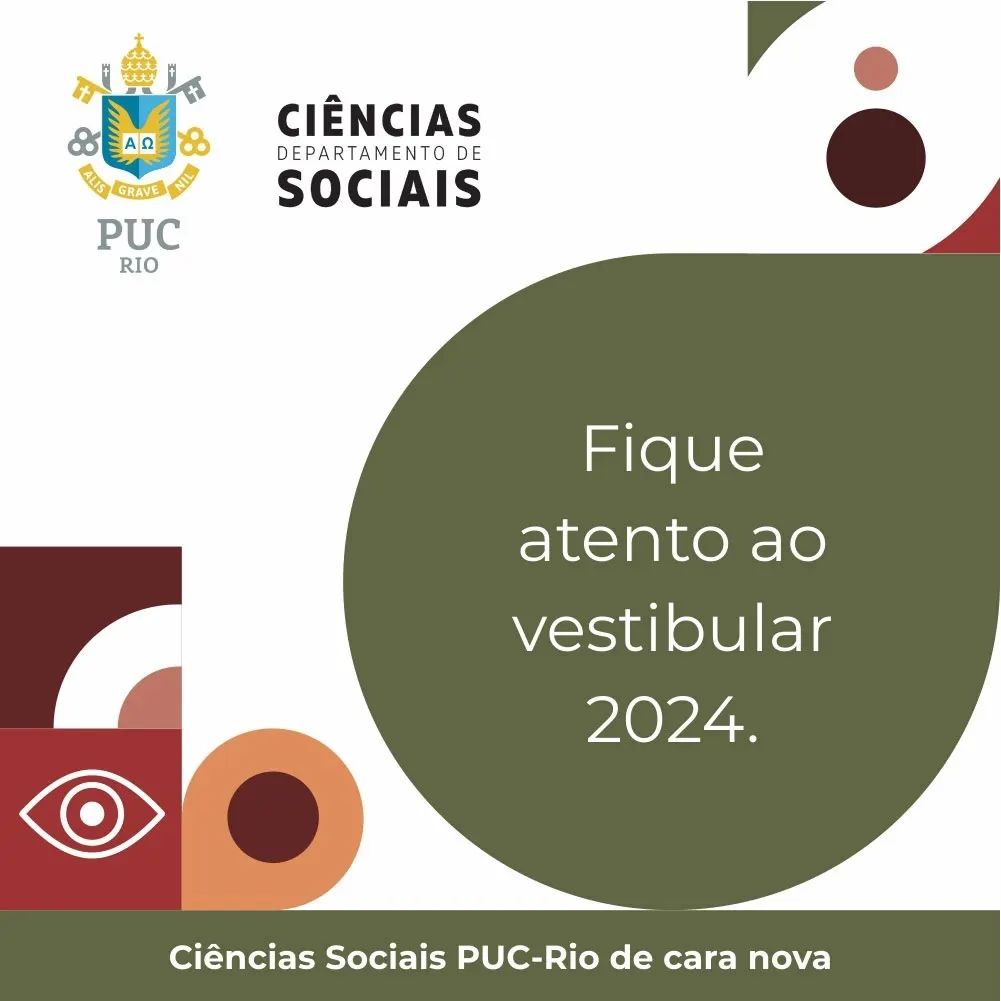 ΑΩ
ALIS GRAVE NIL
PUC
RIO
CIÊNCIAS
DEPARTAMENTO DE
SOCIAIS
Fique
atento ao
vestibular
2024.
Ciências Sociais PUC-Rio de cara nova